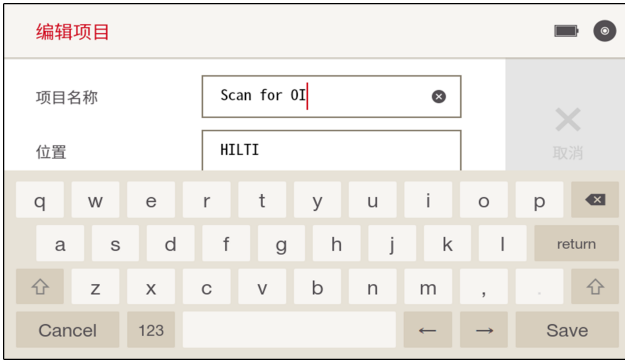 编辑项目
项目名称
Scan for OI
取消
位置
HILTI
q w e r t y u i o p
a s d f g h j k l return
z x c v b n m , .
Cancel 123 ← → Save